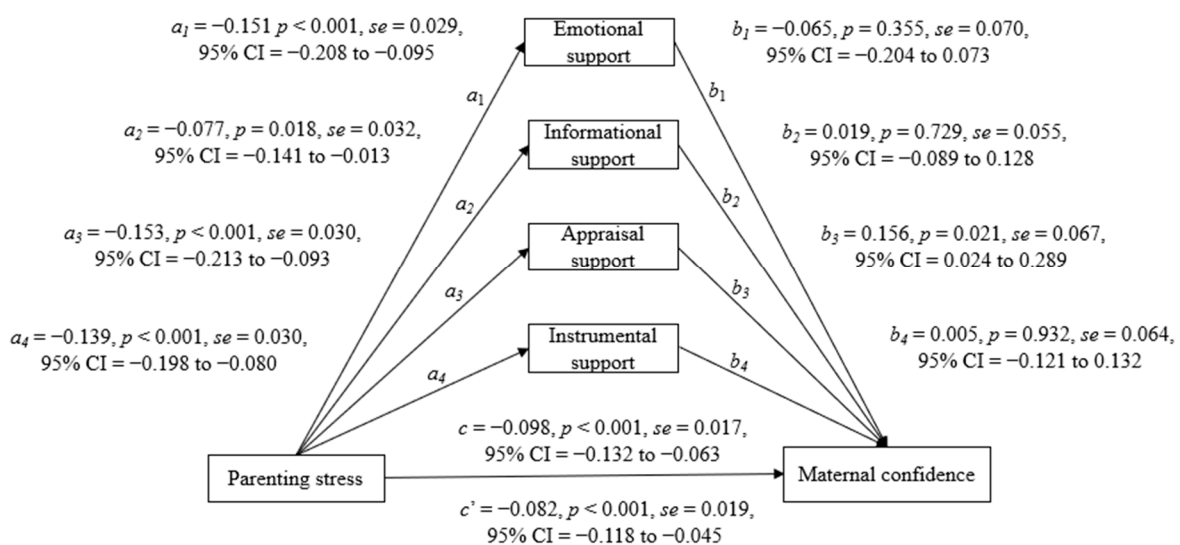 a1 = −0.151 p < 0.001, se = 0.029,
95% CI = −0.208 to −0.095
Emotional
support
b1 = −0.065, p = 0.355, se = 0.070,
95% CI = −0.204 to 0.073
a1
b1
a2 = −0.077, p = 0.018, se = 0.032,
95% CI = −0.141 to −0.013
Informational
support
b2 = 0.019, p = 0.729, se = 0.055,
95% CI = −0.089 to 0.128
a2
b2
a3 = −0.153, p < 0.001, se = 0.030,
95% CI = −0.213 to −0.093
Appraisal
support
b3 = 0.156, p = 0.021, se = 0.067,
95% CI = 0.024 to 0.289
a3
b3
a4 = −0.139, p < 0.001, se = 0.030,
95% CI = −0.198 to −0.080
Instrumental
support
b4 = 0.005, p = 0.932, se = 0.064,
95% CI = −0.121 to 0.132
a4
b4
c = −0.098, p < 0.001, se = 0.017,
95% CI = −0.132 to −0.063
Parenting stress
Maternal confidence
c’ = −0.082, p < 0.001, se = 0.019,
95% CI = −0.118 to −0.045